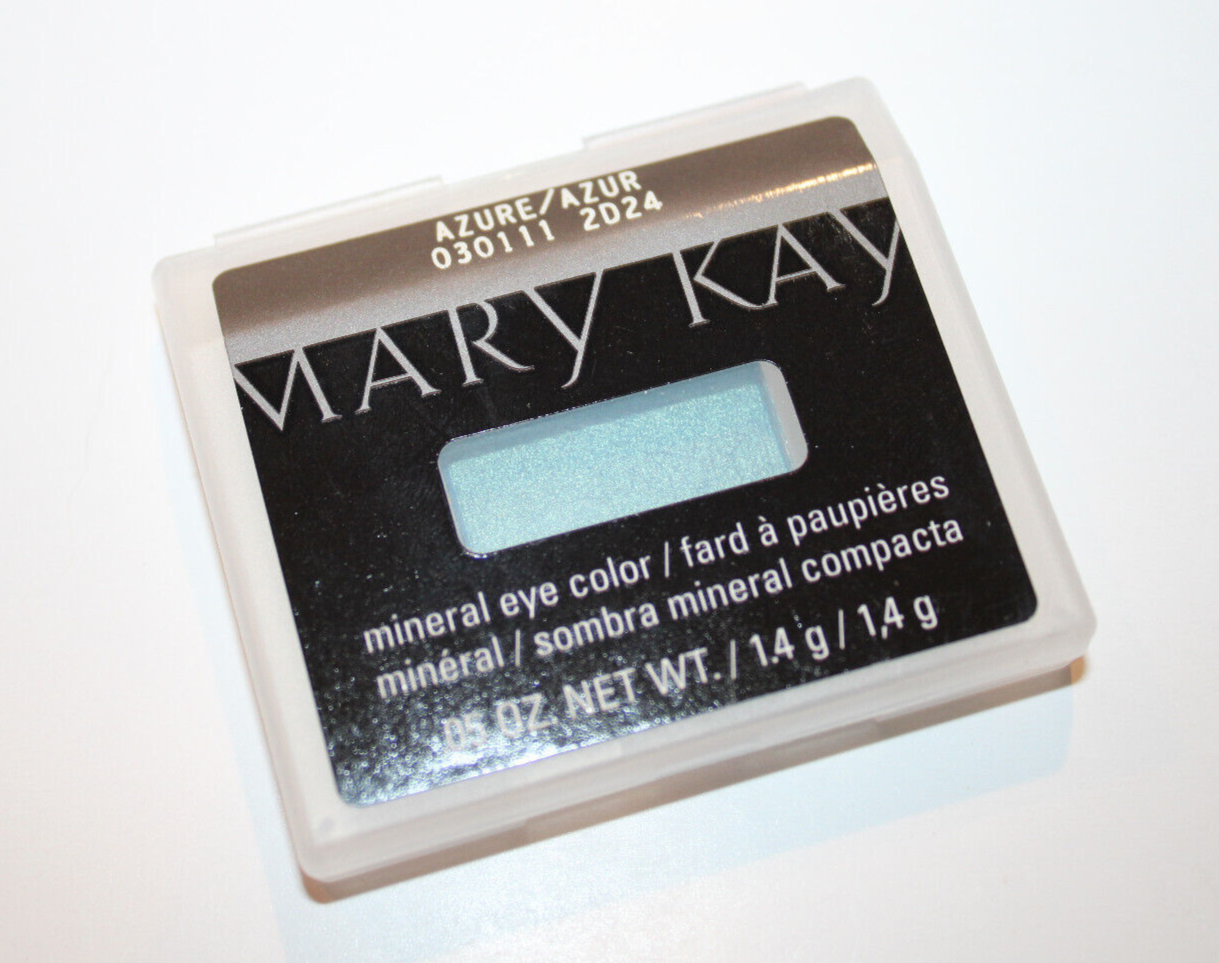 AZURE/AZUR
030111 2D24
MARY KAY
mineral eye color / fard à paupières
minéral / sombra mineral compacta
.05 OZ. NET WT. / 1.4 g / 1,4 g